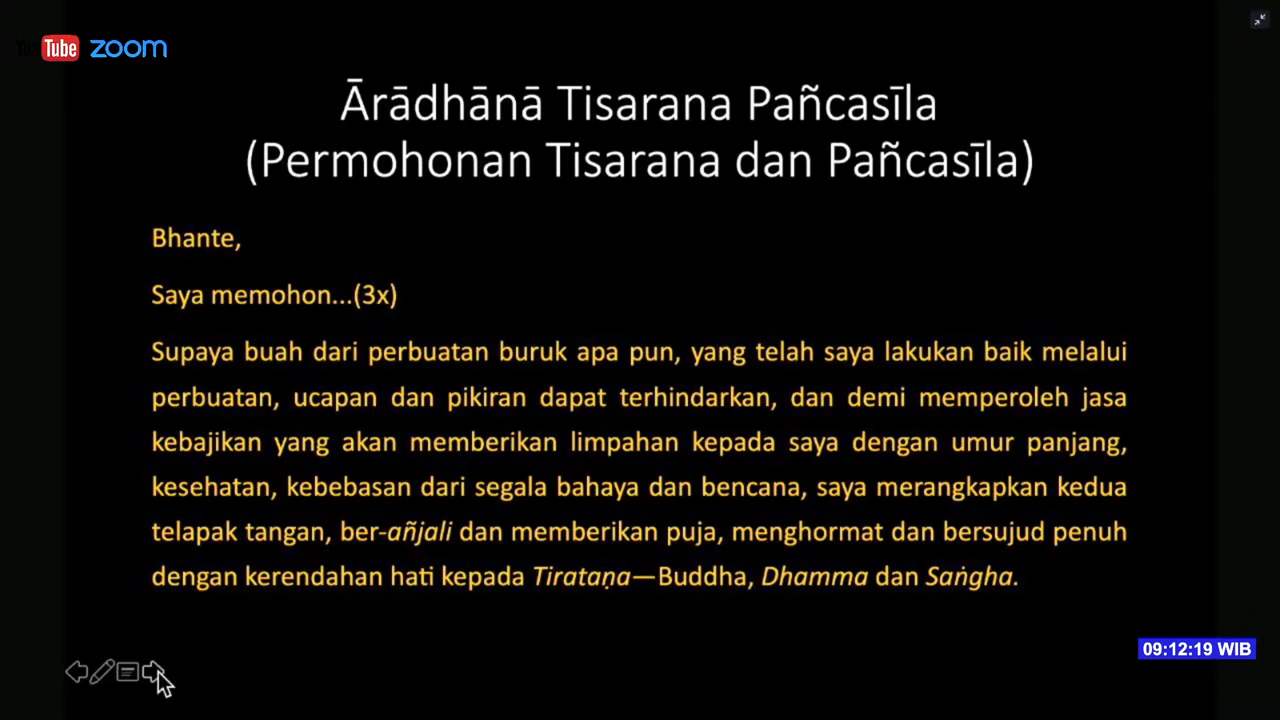 YouTube zoom
Ārādhānā Tisarana Pañcasīla
(Permohonan Tisarana dan Pañcasīla)
Bhante,
Saya memohon...(3x)
Supaya buah dari perbuatan buruk apa pun, yang telah saya lakukan baik melalui
perbuatan, ucapan dan pikiran dapat terhindarkan, dan demi memperoleh jasa
kebajikan yang akan memberikan limpahan kepada saya dengan umur panjang,
kesehatan, kebebasan dari segala bahaya dan bencana, saya merangkapkan kedua
telapak tangan, ber-añjali dan memberikan puja, menghormat dan bersujud penuh
dengan kerendahan hati kepada Tirataṇa—Buddha, Dhamma dan Saṅgha.
09:12:19 WIB